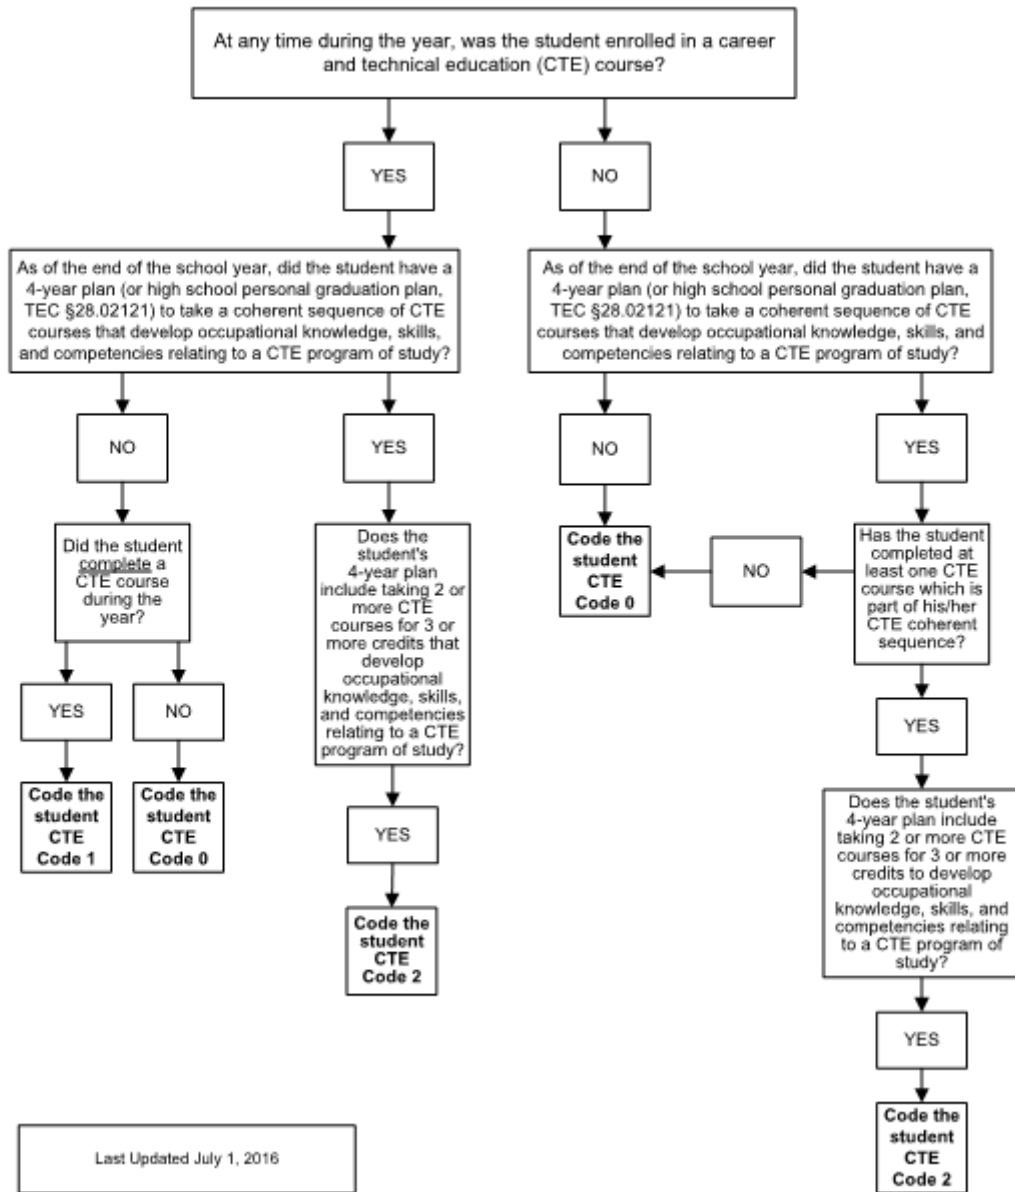 At any time during the year, was the student enrolled in a career
and technical education (CTE) course?
YES
NO
As of the end of the school year, did the student have a
4-year plan (or high school personal graduation plan,
TEC §28.02121) to take a coherent sequence of CTE
courses that develop occupational knowledge, skills,
and competencies relating to a CTE program of study?
As of the end of the school year, did the student have a
4-year plan (or high school personal graduation plan,
TEC §28.02121) to take a coherent sequence of CTE
courses that develop occupational knowledge, skills, and
competencies relating to a CTE program of study?
NO
YES
NO
YES
Did the student
complete a
CTE course
during the
year?
Does the
student's
4-year plan
include taking 2 or
more CTE
courses for 3 or
more credits that
develop
occupational
knowledge, skills,
and competencies
relating to a CTE
program of study?
Code the
student
CTE
Code 0
NO
Has the student
completed at
least one CTE
course which is
part of his/her
CTE coherent
sequence?
YES
NO
YES
Code the
student
CTE
Code 1
Code the
student
CTE
Code 0
YES
Does the student's
4-year plan include
taking 2 or more CTE
courses for 3 or more
credits to develop
occupational
knowledge, skills, and
competencies relating
to a CTE program of
study?
Code the
student
CTE
Code 2
YES
Code the
student
CTE
Code 2
Last Updated July 1, 2016